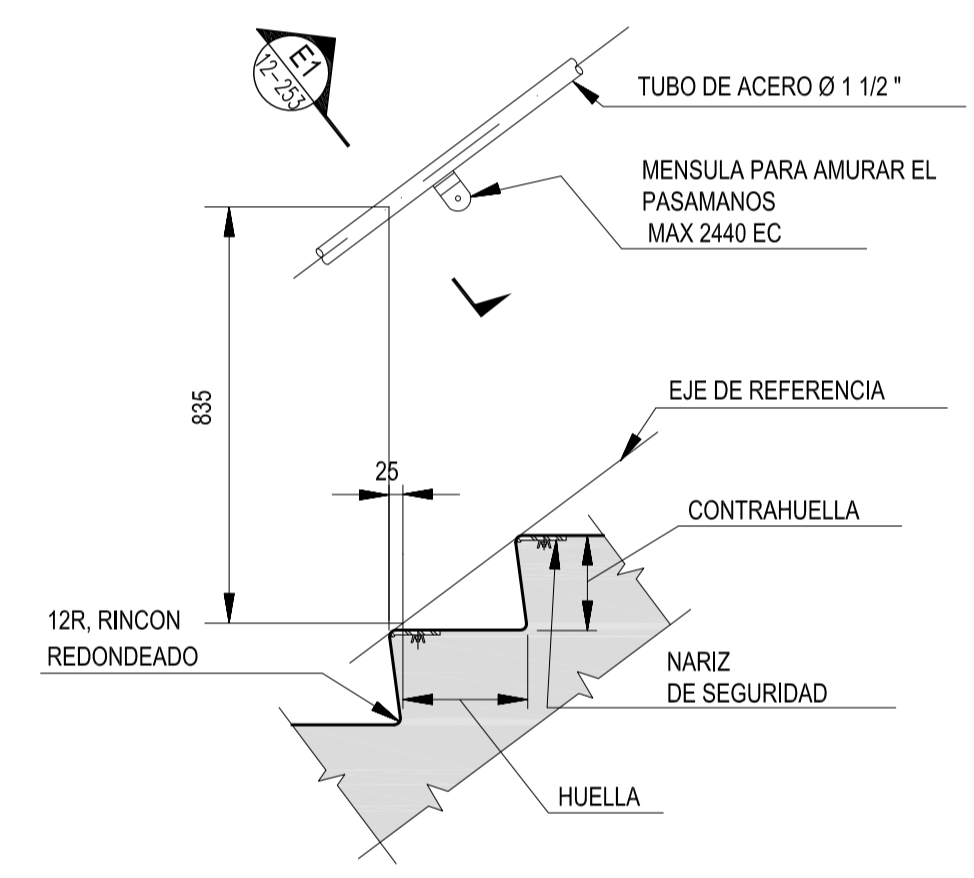 E1
12-253
TUBO DE ACERO Ø 1 1/2 "
MENSULA PARA AMURAR EL
PASAMANOS
MAX 2440 EC
835
EJE DE REFERENCIA
25
CONTRAHUELLA
12R, RINCON
REDONDEADO
NARIZ
DE SEGURIDAD
HUELLA